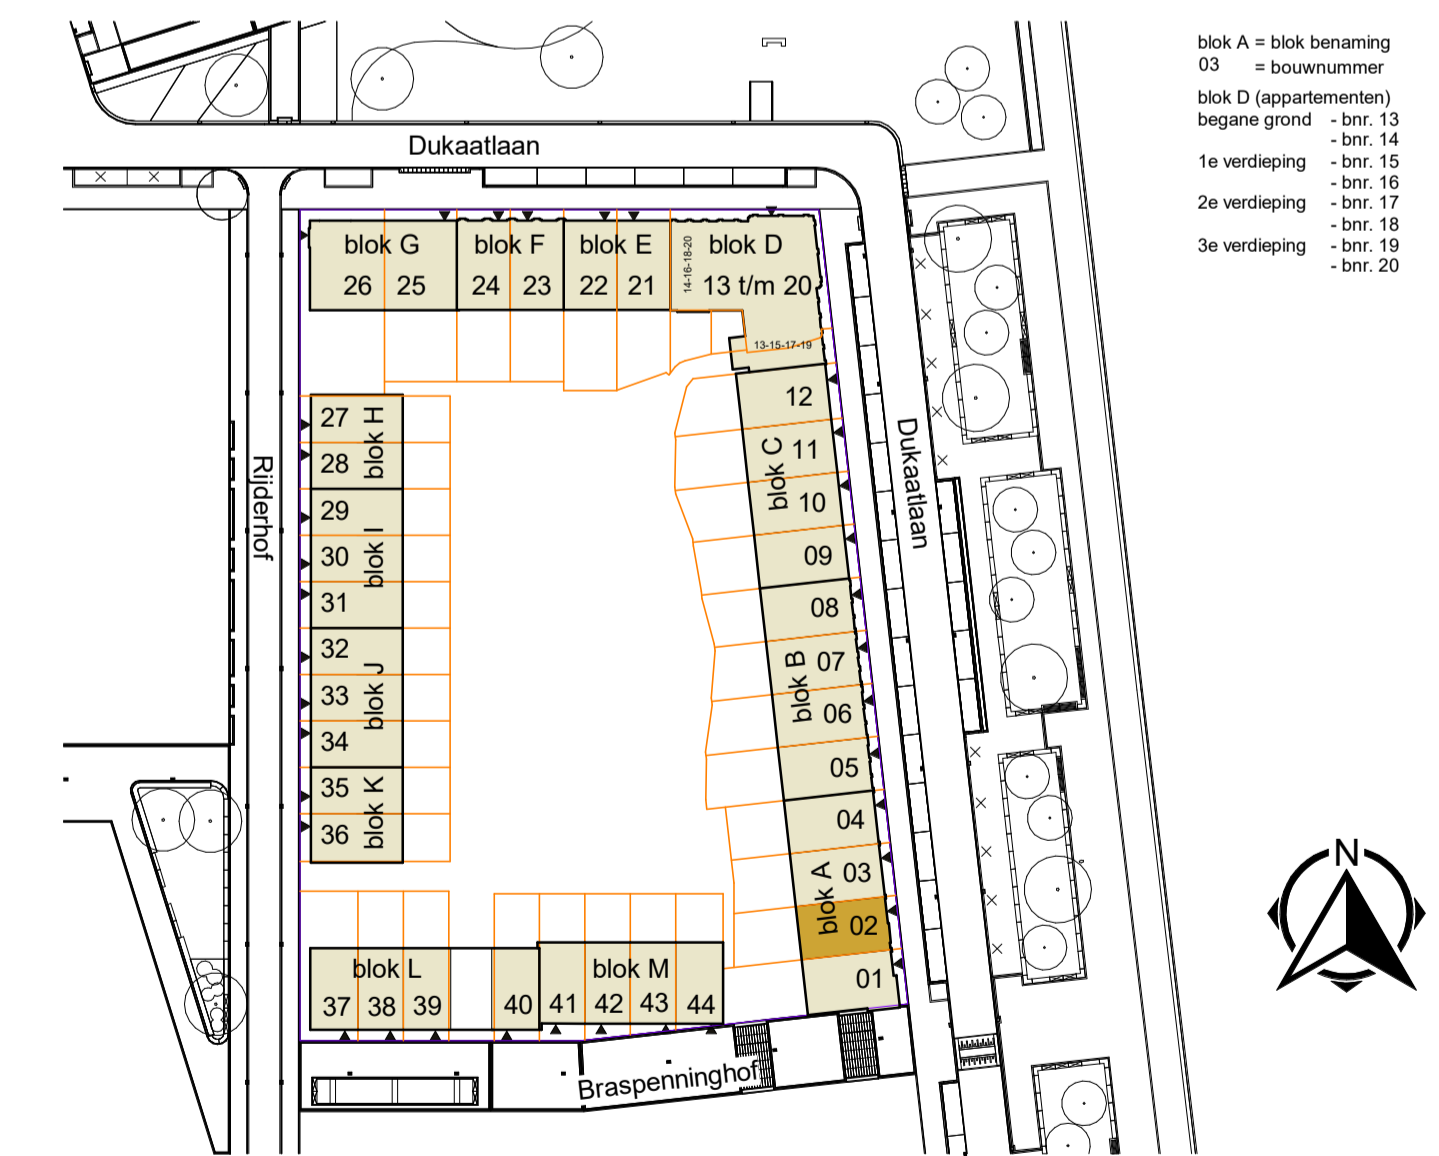 blok A = blok benaming
03 = bouwnummer
blok D (appartementen)
begane grond - bnr. 13
- bnr. 14
1e verdieping - bnr. 15
- bnr. 16
2e verdieping - bnr. 17
- bnr. 18
3e verdieping - bnr. 19
- bnr. 20
Dukaatlaan
blok G
26 25
blok F
24 23
blok E
22 21
14-16-18-20
blok D
13 t/m 20
13-15-17-19
12
11
10
09
blok C
08
07
06
05
blok B
04
03
02
01
blok A
Dukaatlaan
Rijderhof
27
28
blok H
29
30
31
blok I
32
33
34
blok J
35
36
blok K
blok L
37 38 39 40
blok M
41 42 43 44
Braspenninghof
N